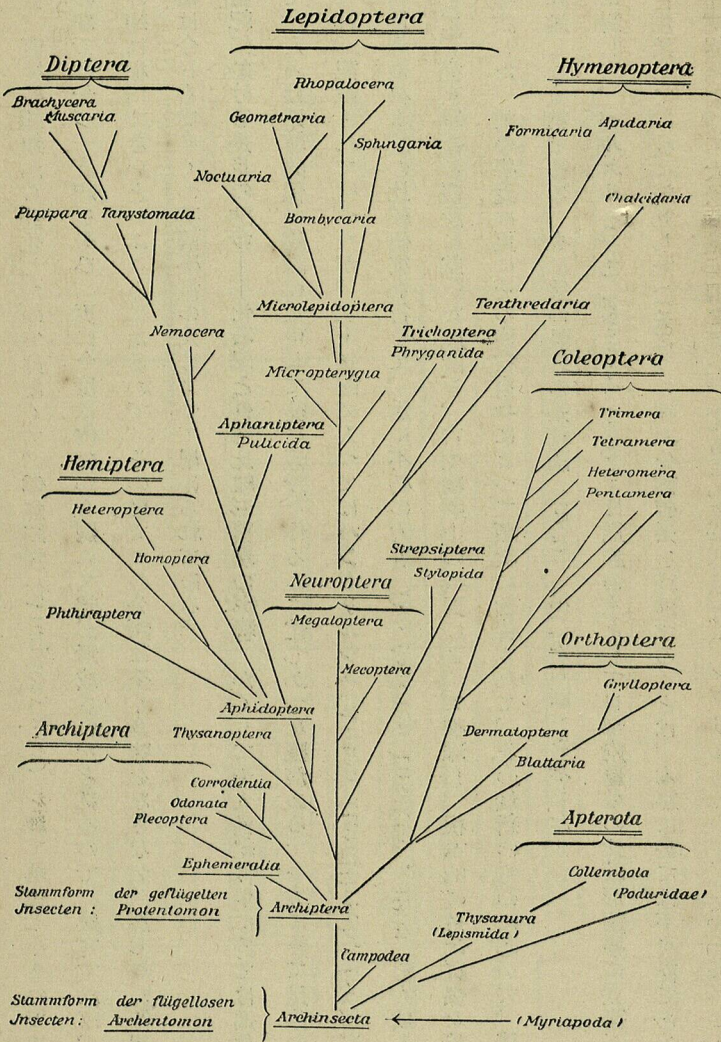 Lepidoptera
Diptera
Hymenoptera
Rhopalocera
Brachycera
Muscaria
Geometraria
Formicaria
Apidaria
Sphingaria
Noctuaria
Chalcidaria
Pupipara
Tanystomata
Bombycaria
Microlepidoptera
Tenthredaria
Nemocera
Trichoptera
Phryganida
Coleoptera
Micropterygia
Trimera
Aphaniptera
Pulicida
Tetramera
Hemiptera
Heteromera
Pentamera
Heteroptera
Homoptera
Strepsiptera
Stylopida
Neuroptera
Megaloptera
Phthiraptera
Orthoptera
Mecoptera
Grylloptera
Aphidoptera
Archiptera
Thysanoptera
Dermatoptera
Blattaria
Corrodentia
Odonata
Plecoptera
Apterota
Ephemeralia
Collembola
(Poduridae)
Stammform der geflügelten
Jnsecten : Protentomon
Archiptera
Thysanura
(Lepismida)
Campodea
Stammform der flügellosen
Jnsecten : Archentomon
Archinsecta
(Myriapoda)